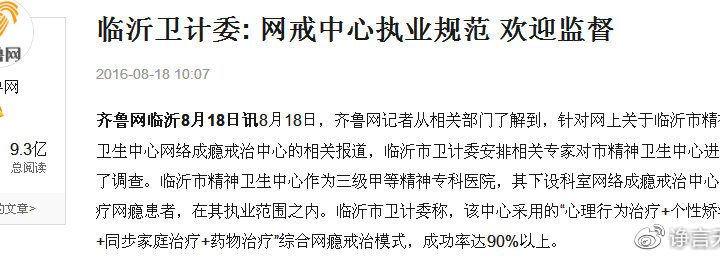 临沂卫计委: 网戒中心执业规范 欢迎监督
2016-08-18 10:07
鲁网
鲁网
9.3亿
总阅读
的文章>
齐鲁网临沂8月18日讯8月18日，齐鲁网记者从相关部门了解到，针对网上关于临沂市精神
卫生中心网络成瘾戒治中心的相关报道，临沂市卫计委安排相关专家对市精神卫生中心进
了调查。临沂市精神卫生中心作为三级甲等精神专科医院，其下设科室网络成瘾戒治中心
疗网瘾患者，在其执业范围之内。临沂市卫计委称，该中心采用的“心理行为治疗+个性矫
+同步家庭治疗+药物治疗”综合网瘾戒治模式，成功率达90%以上。
@诤言